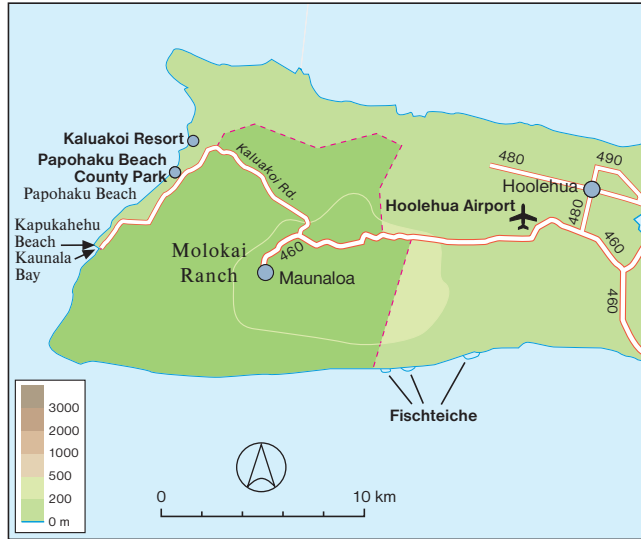 480
490
Kaluakoi Resort
Kaluakoi Rd.
Papohaku Beach
County Park
Papohaku Beach
Hoolehua
Hoolehua Airport
480
Kapukahehu
Beach
Kaunala
Bay
460
460
Molokai
Ranch
460
Maunaloa
Fischteiche
3000
2000
1000
500
200
0 m
0
10 km